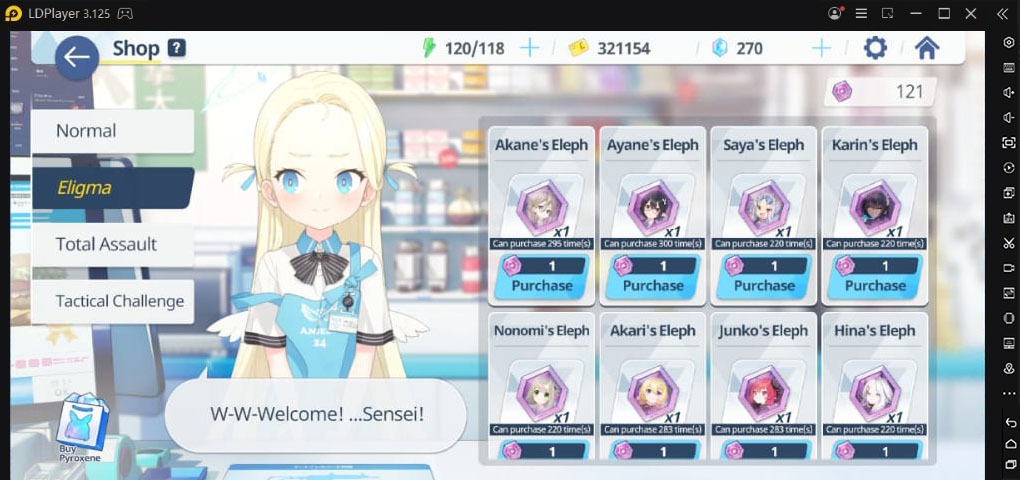 LDPlayer 3.125
Shop ?
120/118
321154
270
121
Normal
Eligma
Total Assault
Tactical Challenge
Akane's Eleph
Ayane's Eleph
Saya's Eleph
Karin's Eleph
x1
x1
x1
x1
Can purchase 295 time(s)
Can purchase 300 time(s)
Can purchase 220 time(s)
Can purchase 220 time(s)
1
1
1
1
Purchase
Purchase
Purchase
Purchase
Nonomi's Eleph
Akari's Eleph
Junko's Eleph
Hina's Eleph
x1
x1
x1
x1
Can purchase 220 time(s)
Can purchase 283 time(s)
Can purchase 283 time(s)
Can purchase 220 time(s)
1
1
1
1
24
W-W-Welcome! ...Sensei!
Buy
Pyroxene